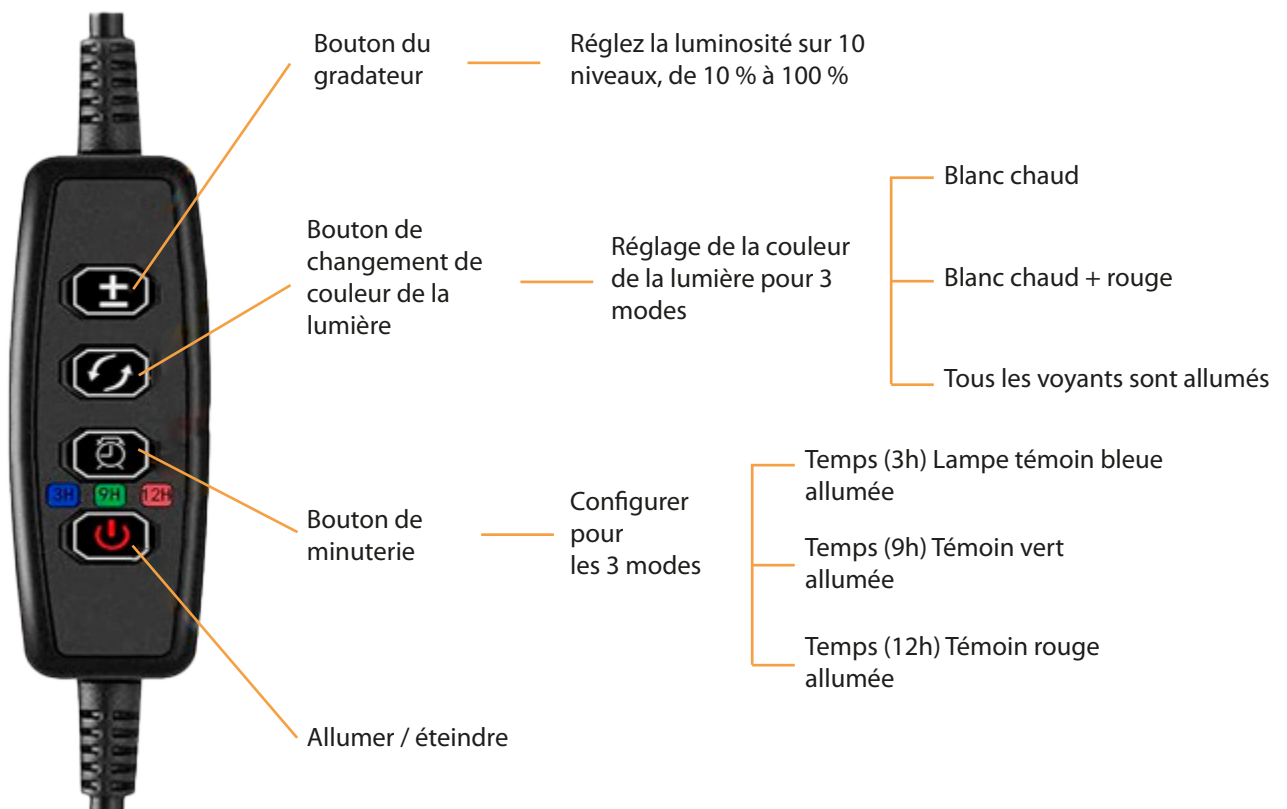 Bouton du
gradateur
Réglez la luminosité sur 10
niveaux, de 10 % à 100 %
Bouton de
changement de
couleur de la
lumière
Réglage de la couleur
de la lumière pour 3
modes
Blanc chaud
Blanc chaud + rouge
Tous les voyants sont allumés
±
3H 9H 12H
Bouton de
minuterie
Configurer
pour
les 3 modes
Temps (3h) Lampe témoin bleue
allumée
Temps (9h) Témoin vert
allumée
Temps (12h) Témoin rouge
allumée
Allumer / éteindre